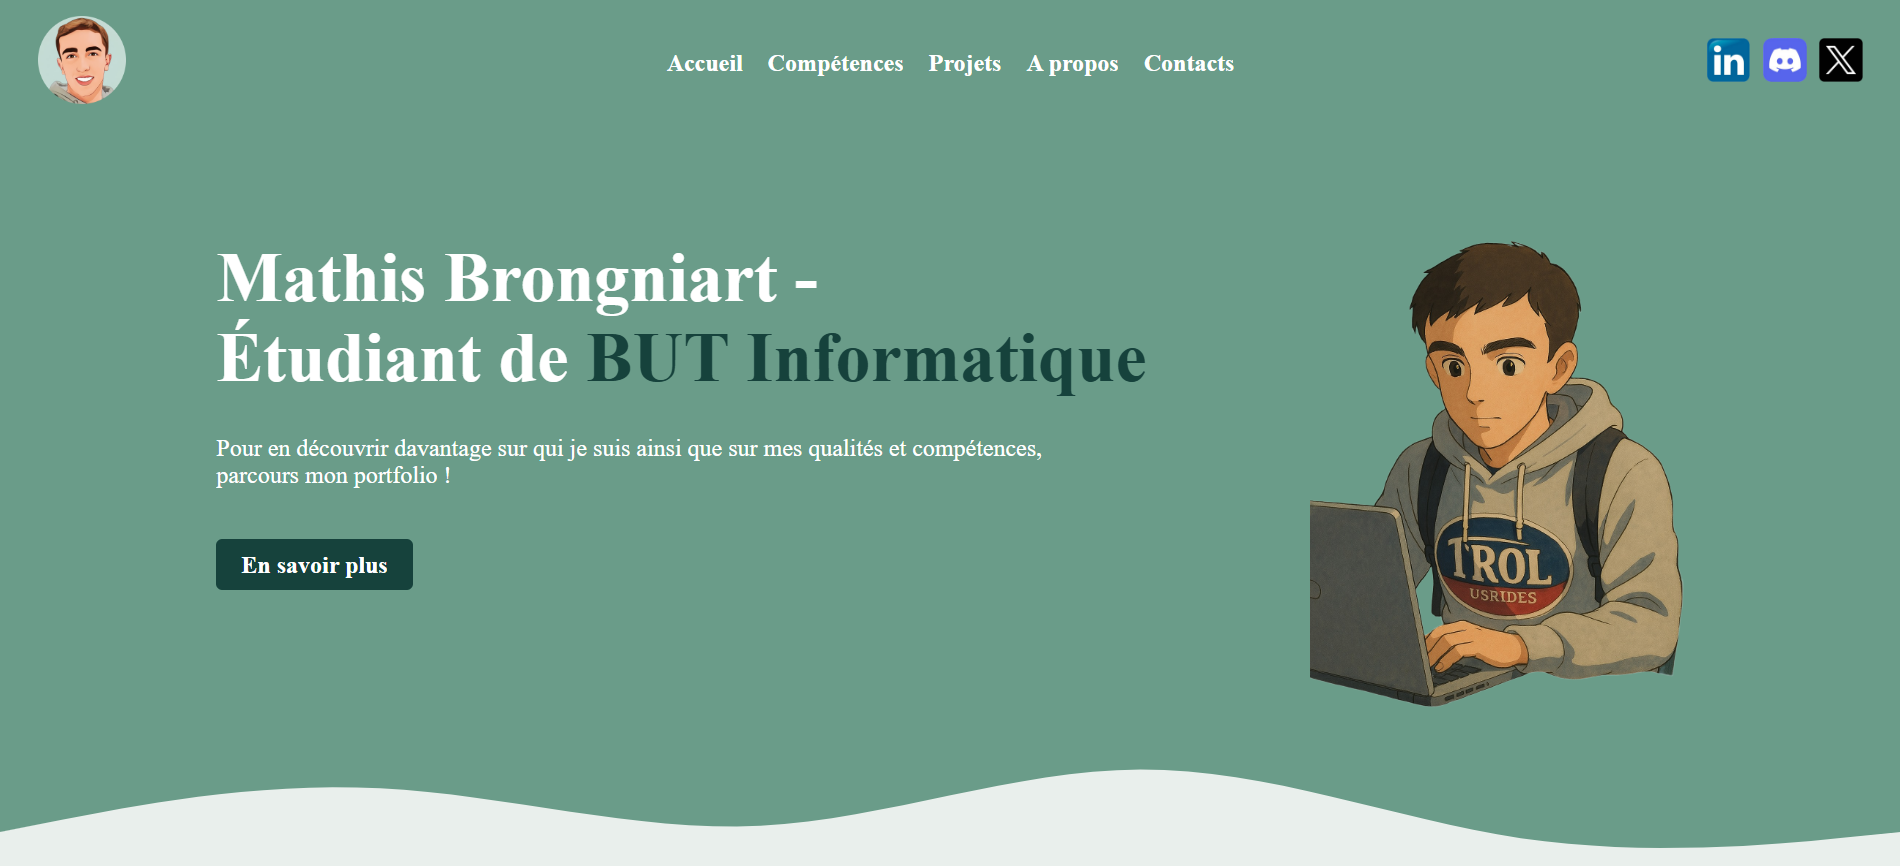 Accueil Compétences Projets A propos Contacts
in
X
Mathis Brongniart -
Étudiant de BUT Informatique
Pour en découvrir davantage sur qui je suis ainsi que sur mes qualités et compétences,
parcours mon portfolio !
En savoir plus
TROL
USRIDES